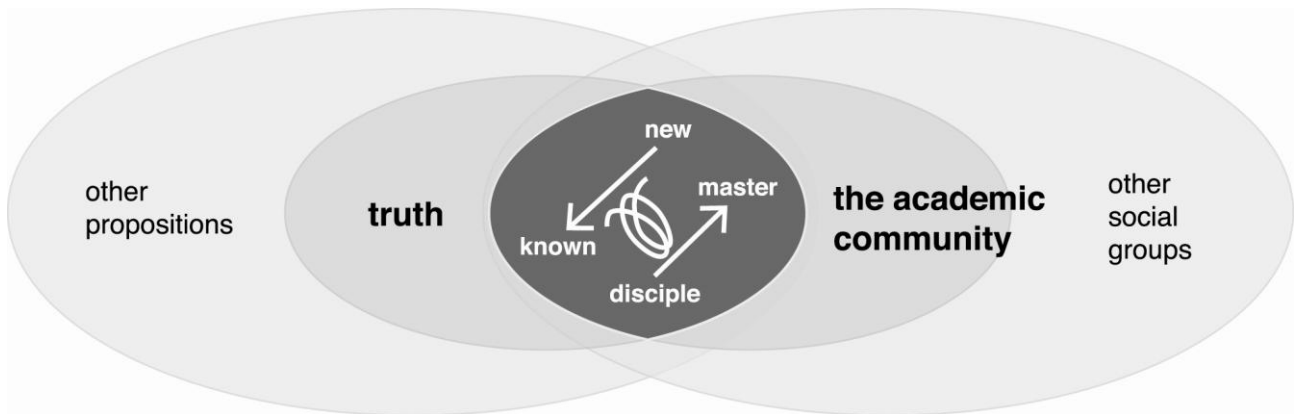 other
propositions
truth
new
known
master
disciple
the academic
community
other
social
groups